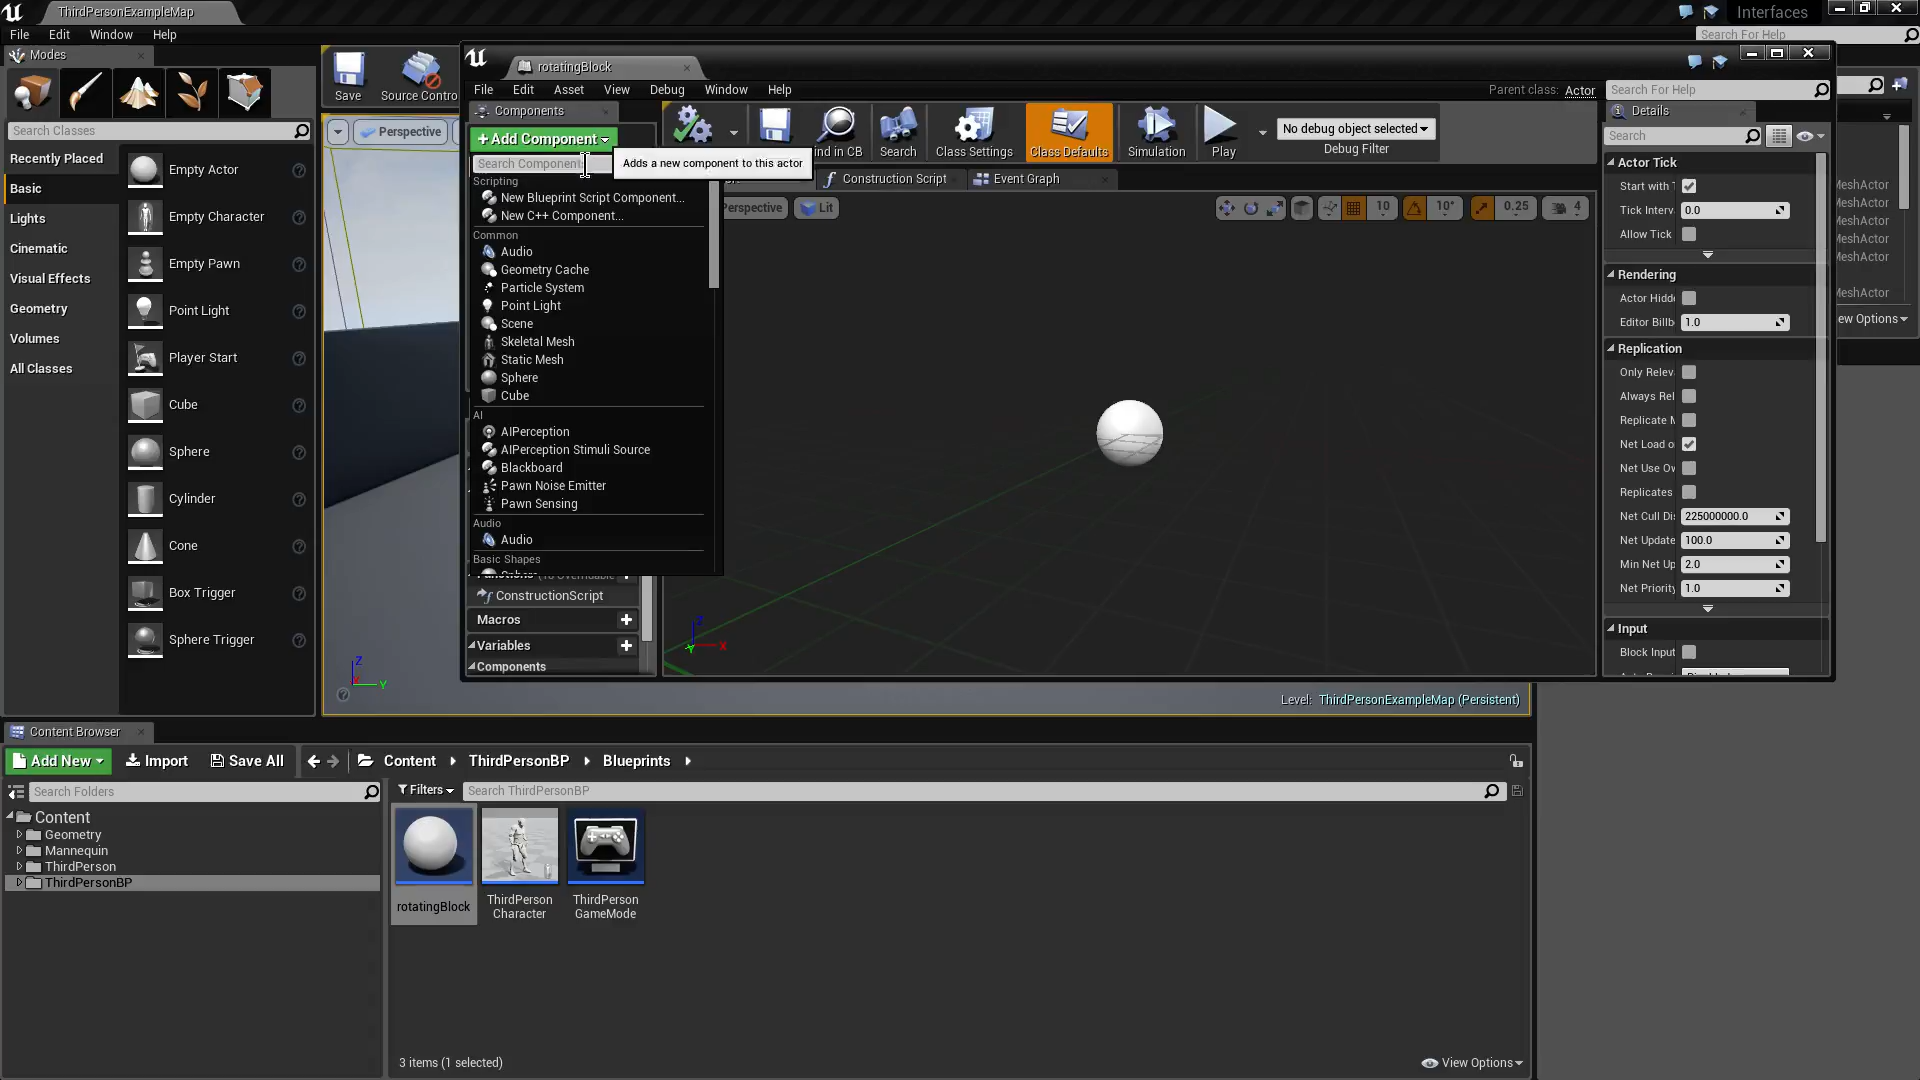 ThirdPersonExampleMap
Interfaces
File Edit Window Help
Search For Help
Modes
Save
Source Contro
Search Classes
Recently Placed
Basic
Lights
Cinematic
Visual Effects
Geometry
Volumes
All Classes
Empty Actor
Empty Character
Empty Pawn
Point Light
Player Start
Cube
Sphere
Cylinder
Cone
Box Trigger
Sphere Trigger
Perspective
rotatingBlock
File Edit Asset View Debug Window Help
Parent class: Actor
Components
+ Add Component
Search Component
Adds a new component to this actor
Scripting
New Blueprint Script Component...
New C++ Component...
Common
Audio
Geometry Cache
Particle System
Point Light
Scene
Skeletal Mesh
Static Mesh
Sphere
Cube
AI
AIPerception
AIPerception Stimuli Source
Blackboard
Pawn Noise Emitter
Pawn Sensing
Audio
Audio
Basic Shapes
ConstructionScript
Macros
Variables
Components
ind in CB
Search
Class Settings
Class Defaults
Simulation
Play
No debug object selected
Debug Filter
Construction Script
Event Graph
erspective
Lit
10
10°
0.25
4
Z
X
Y
Search For Help
Details
Search
Actor Tick
Start with T
Tick Interv 0.0
Allow Tick
Rendering
Actor Hidde
Editor Billb 1.0
Replication
Only Relev
Always Rel
Replicate M
Net Load o
Net Use Ow
Replicates
Net Cull Di 225000000.0
Net Update 100.0
Min Net Up 2.0
Net Priority 1.0
Input
Block Input
MeshActor
MeshActor
MeshActor
MeshActor
MeshActor
MeshActor
ew Options
Z
X
Y
Level: ThirdPersonExampleMap (Persistent)
Content Browser
Add New
Import
Save All
Content
ThirdPersonBP
Blueprints
Search Folders
Filters
Search ThirdPersonBP
Content
Geometry
Mannequin
ThirdPerson
ThirdPersonBP
rotatingBlock
ThirdPerson
Character
ThirdPerson
GameMode
3 items (1 selected)
View Options